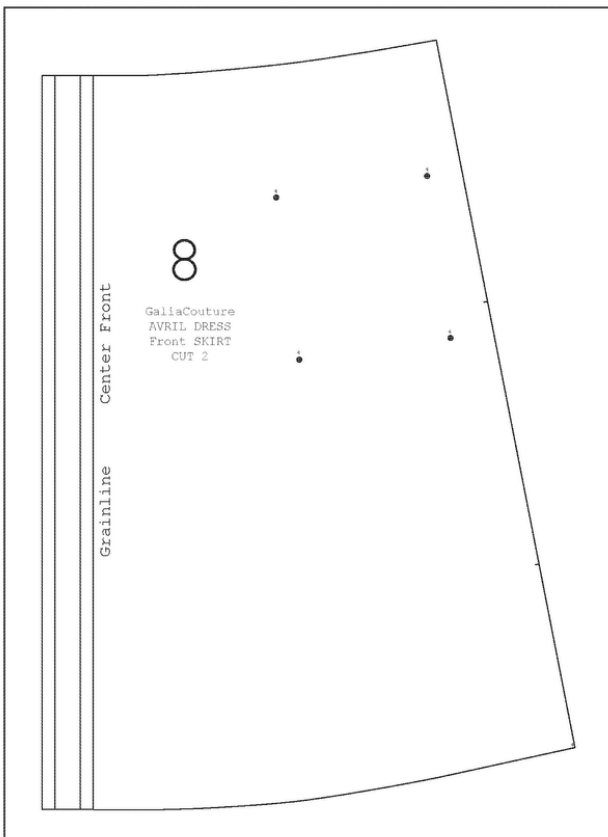 8
GaliaCouture
AVRIL DRESS
Front SKIRT
CUT 2
Center Front
Grainline